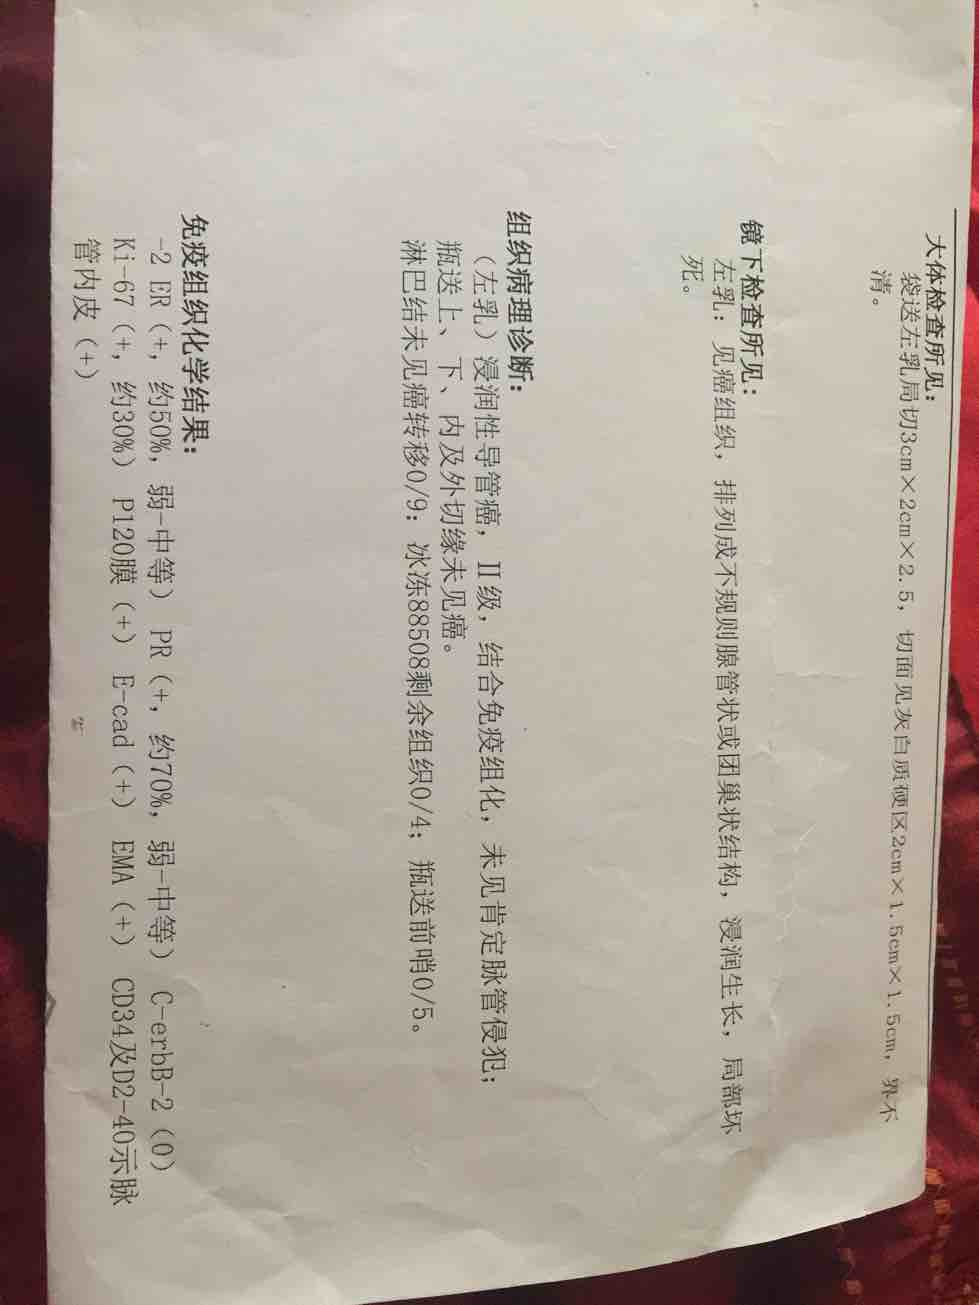 大体检查所见：
袋送左乳局切3cm×2cm×2.5，切面见灰白质硬区2cm×1.5cm×1.5cm，界不
清。
镜下检查所见：
左乳：见癌组织，排列成不规则腺管状或团巢状结构，浸润生长，局部坏
死。
组织病理诊断：
（左乳）浸润性导管癌，II级，结合免疫组化，未见肯定脉管侵犯；
瓶送上、下、内及外切缘未见癌。
淋巴结未见癌转移0/9：冰冻88508剩余组织0/4；瓶送前哨0/5。
免疫组织化学结果：
-2 ER（+，约50%，弱-中等） PR（+，约70%，弱-中等） C-erbB-2（0）
Ki-67（+，约30%） P120膜（+） E-cad（+） EMA（+） CD34及D2-40示脉
管内皮（+）